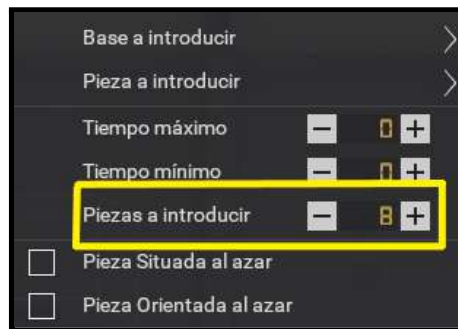 Base a introducir
Pieza a introducir
Tiempo máximo − 0 +
Tiempo mínimo − 0 +
Piezas a introducir − 8 +
Pieza Situada al azar
Pieza Orientada al azar